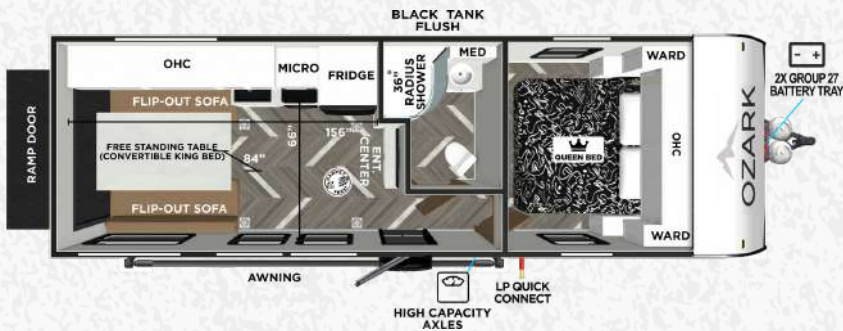 BLACK TANK
FLUSH
OHC
MICRO
FRIDGE
36"
RADIUS
SHOWER
MED
WARD
- +
2X GROUP 27
BATTERY TRAY
RAMP DOOR
FLIP-OUT SOFA
FREE STANDING TABLE
(CONVERTIBLE KING BED)
84"
69"
156"
ENT.
CENTER
QUEEN BED
OHC
OZARK
FLIP-OUT SOFA
WARD
AWNING
HIGH CAPACITY
AXLES
LP QUICK
CONNECT